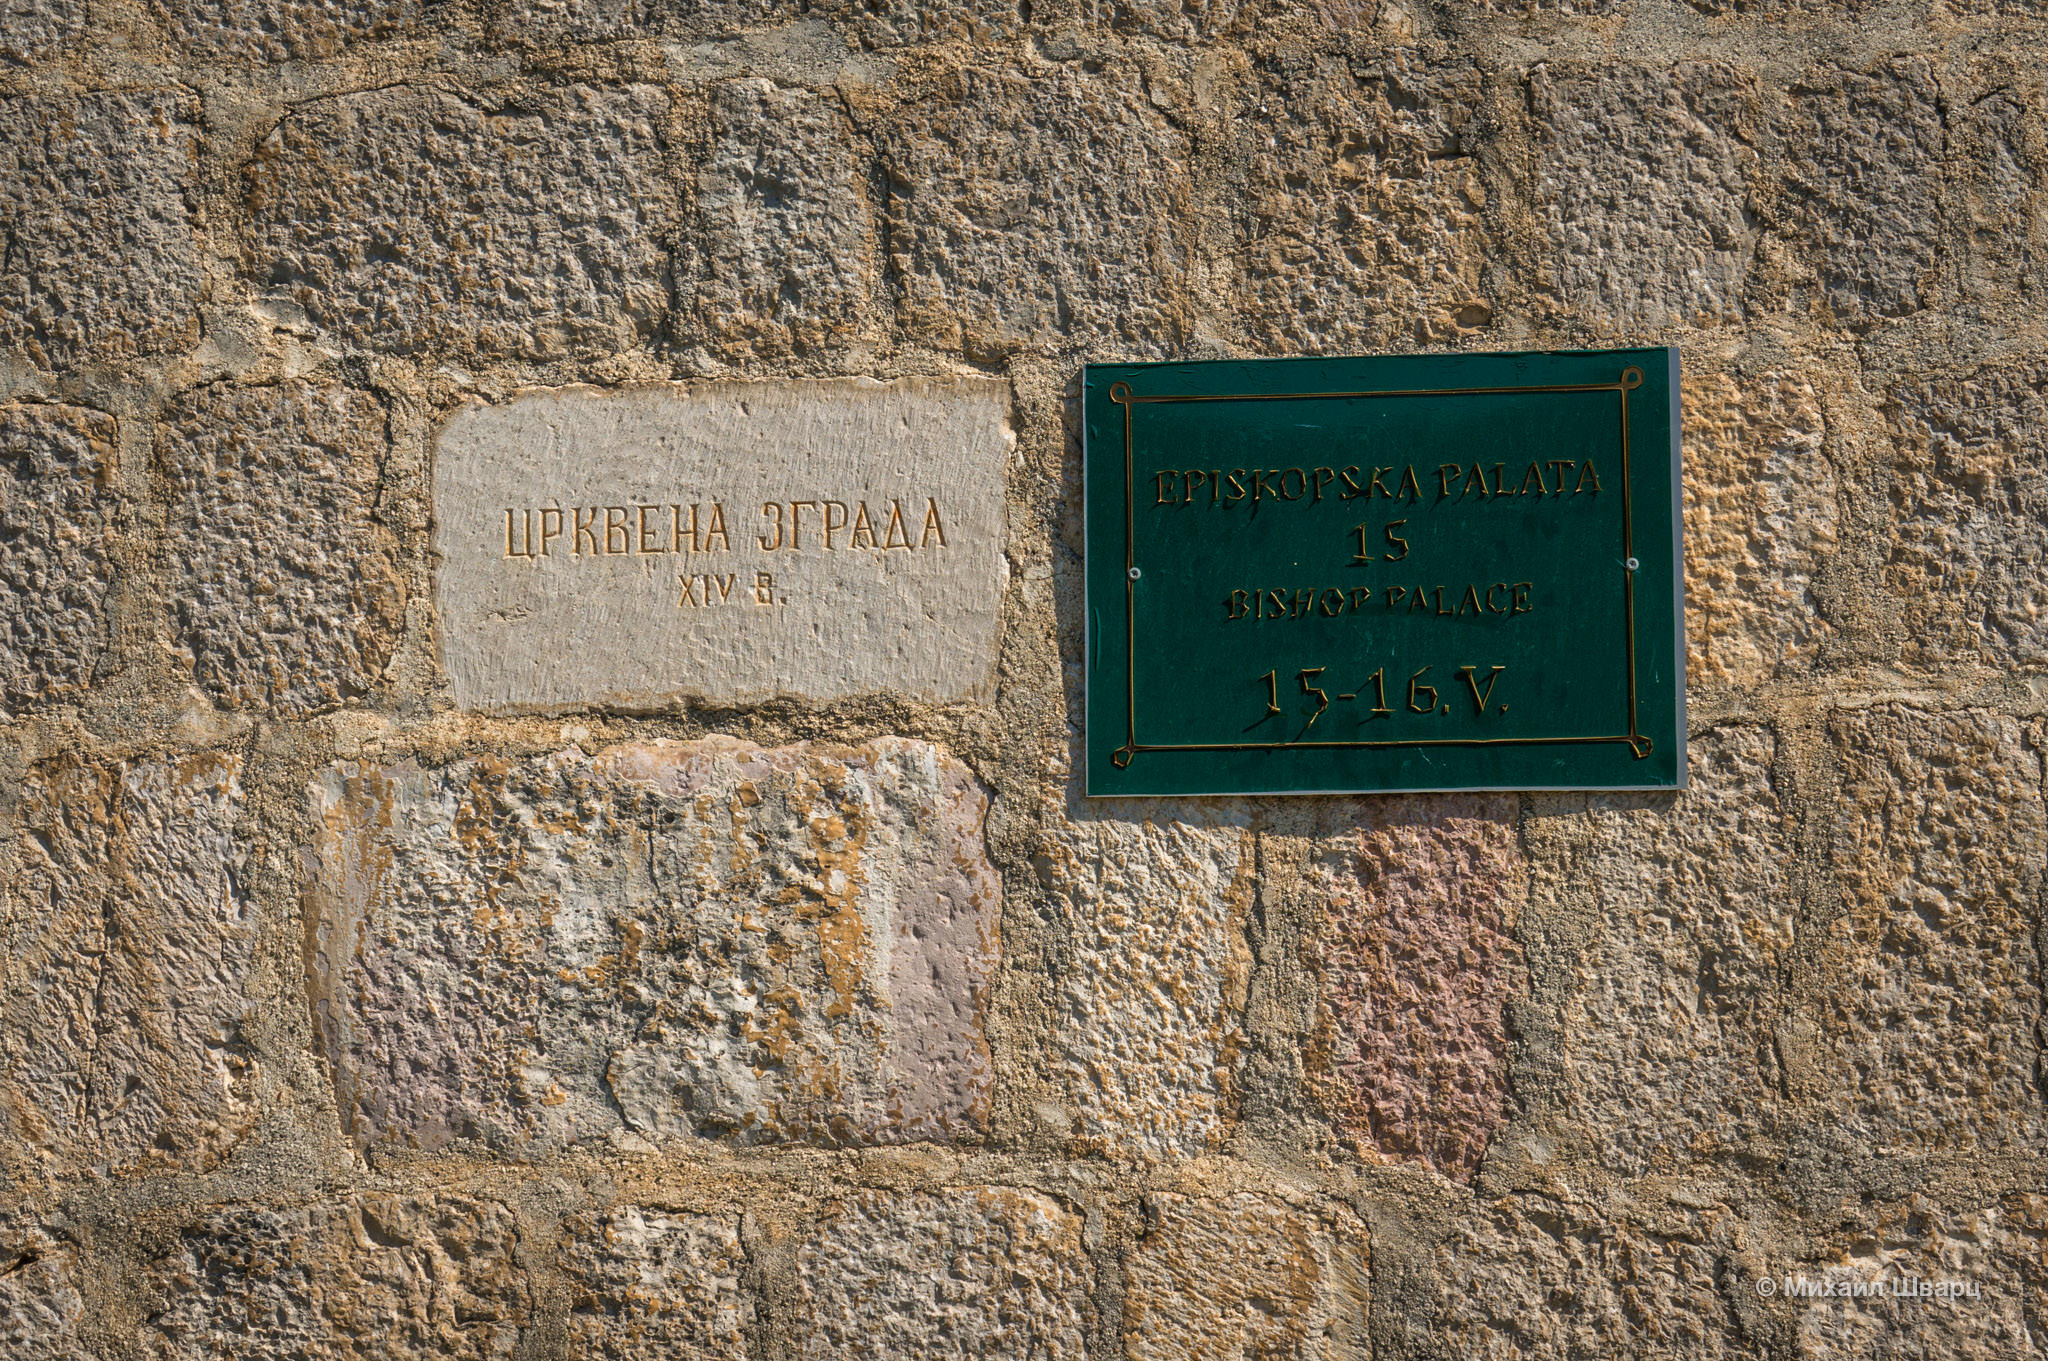 ЦРКВЕНА ЗГРАДА
XIV В.
EPISKOPSKA PALATA
15
BISHOP PALACE
15-16. V.
© Михаил Шварц